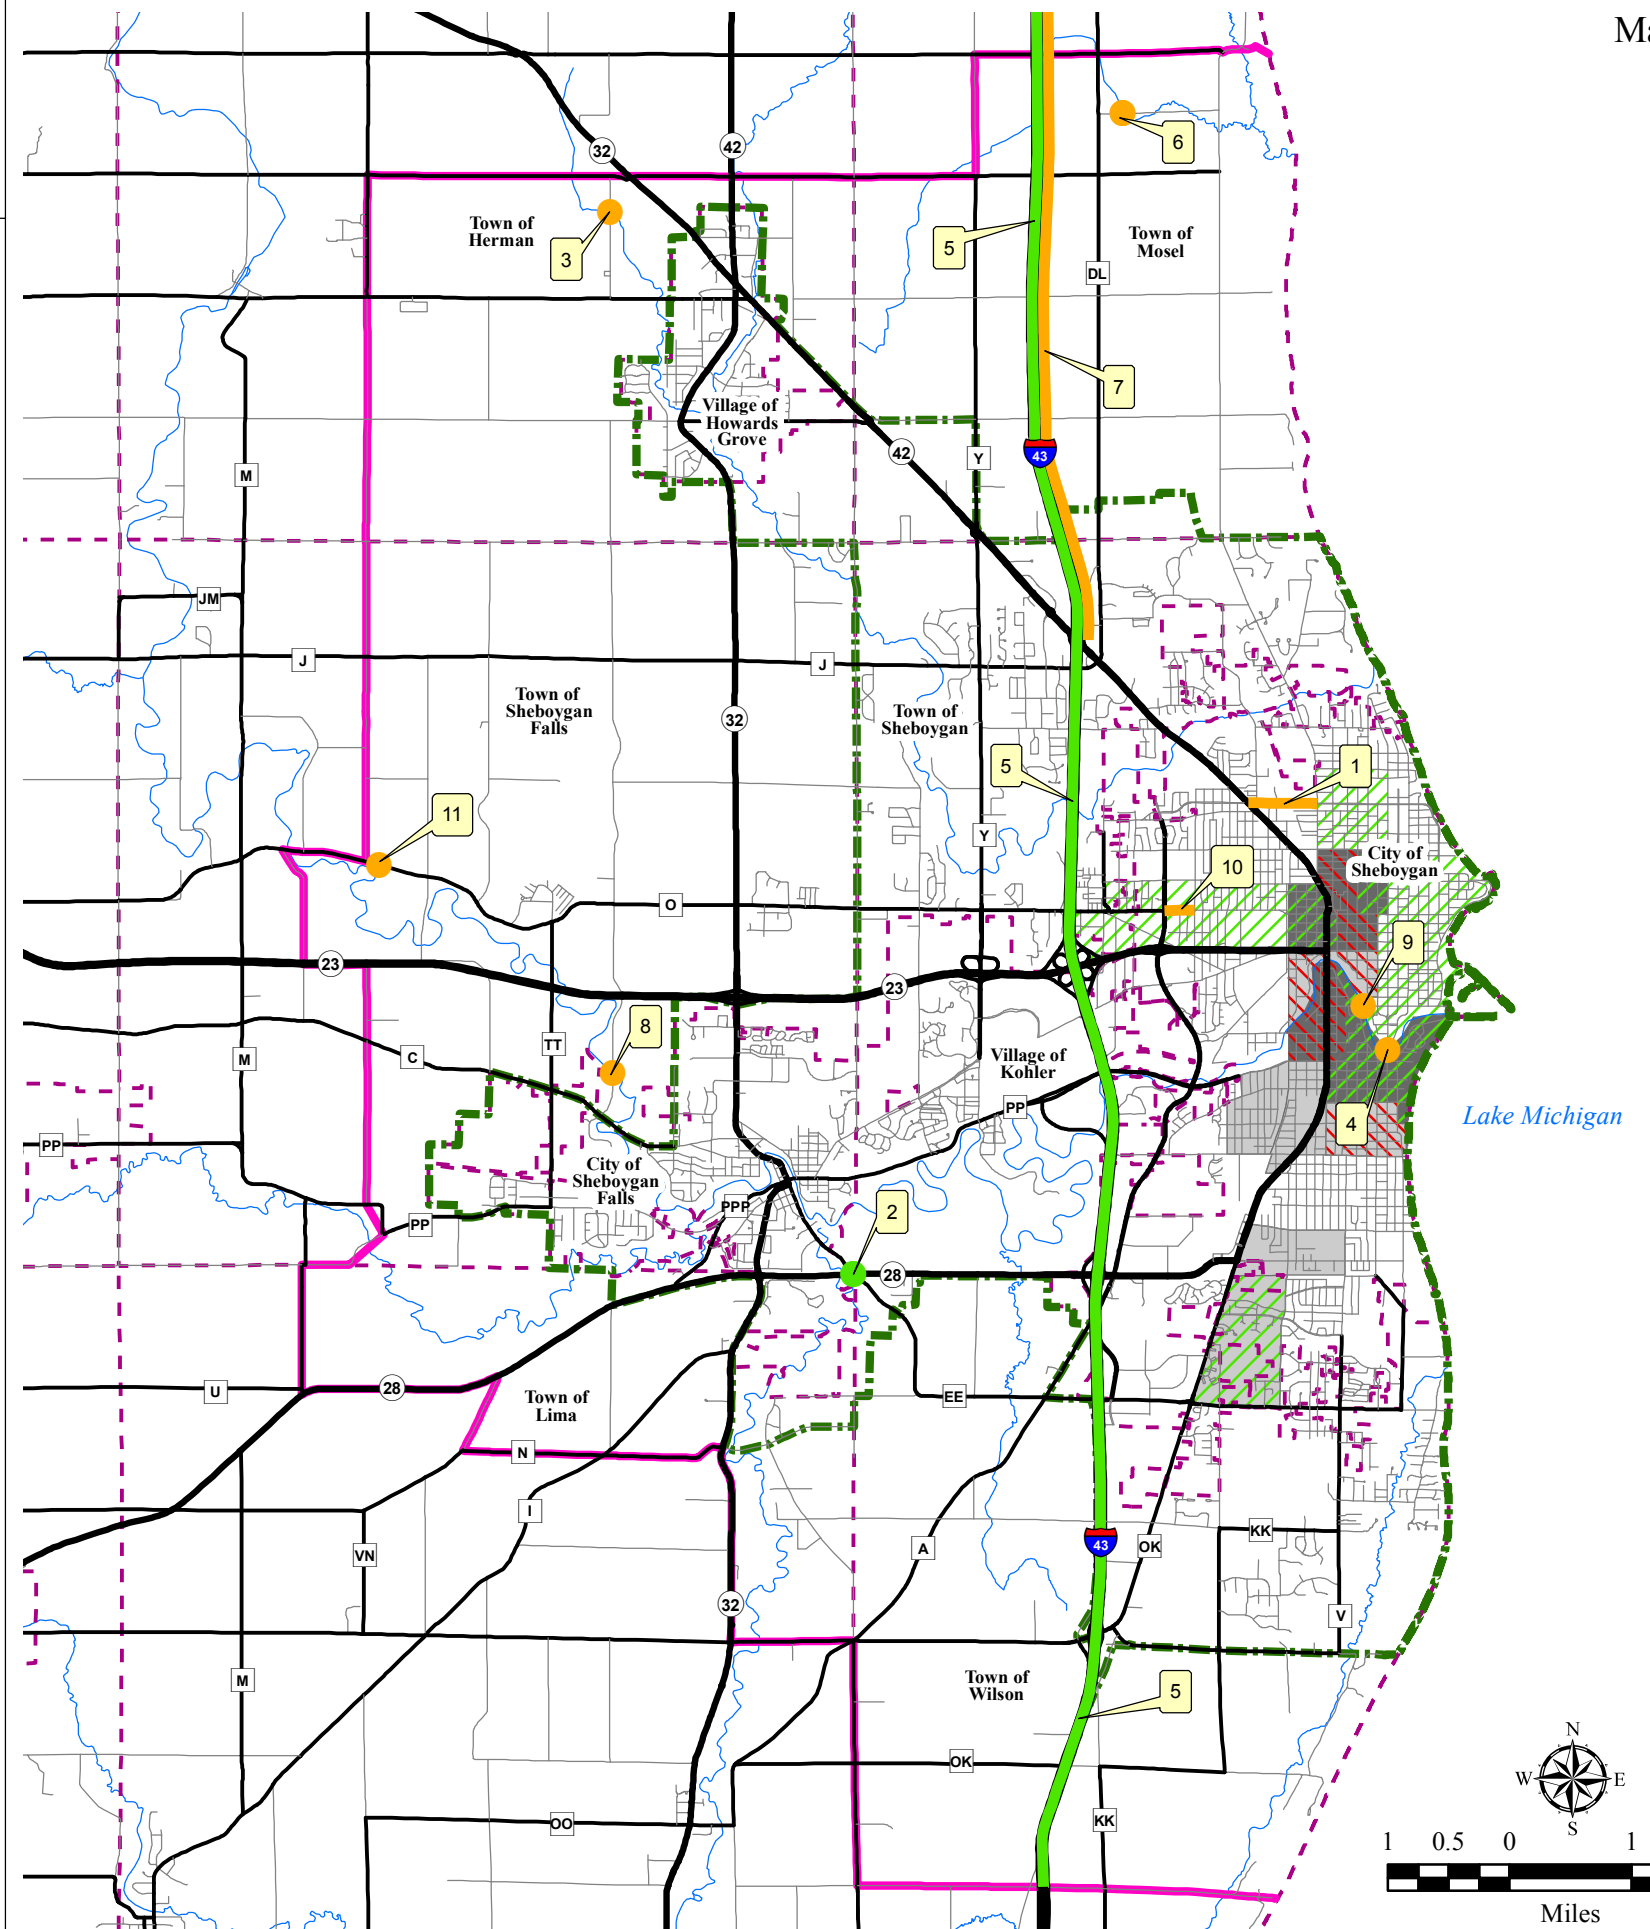 Ma
32
42
6
Town of
Herman
3
5
Town of
Mosel
DL
7
Village of
Howards
Grove
42
Y
43
M
JM
J
J
Town of
Sheboygan
Falls
32
Town of
Sheboygan
5
1
11
Y
10
City of
Sheboygan
O
9
23
23
8
TT
M
C
Village of
Kohler
PP
Lake Michigan
4
PP
City of
Sheboygan
Falls
PPP
PP
2
28
U
28
Town of
Lima
EE
N
I
KK
VN
A
43
OK
32
V
M
Town of
Wilson
5
N
W
E
S
OK
OO
KK
1 0.5 0 1
Miles